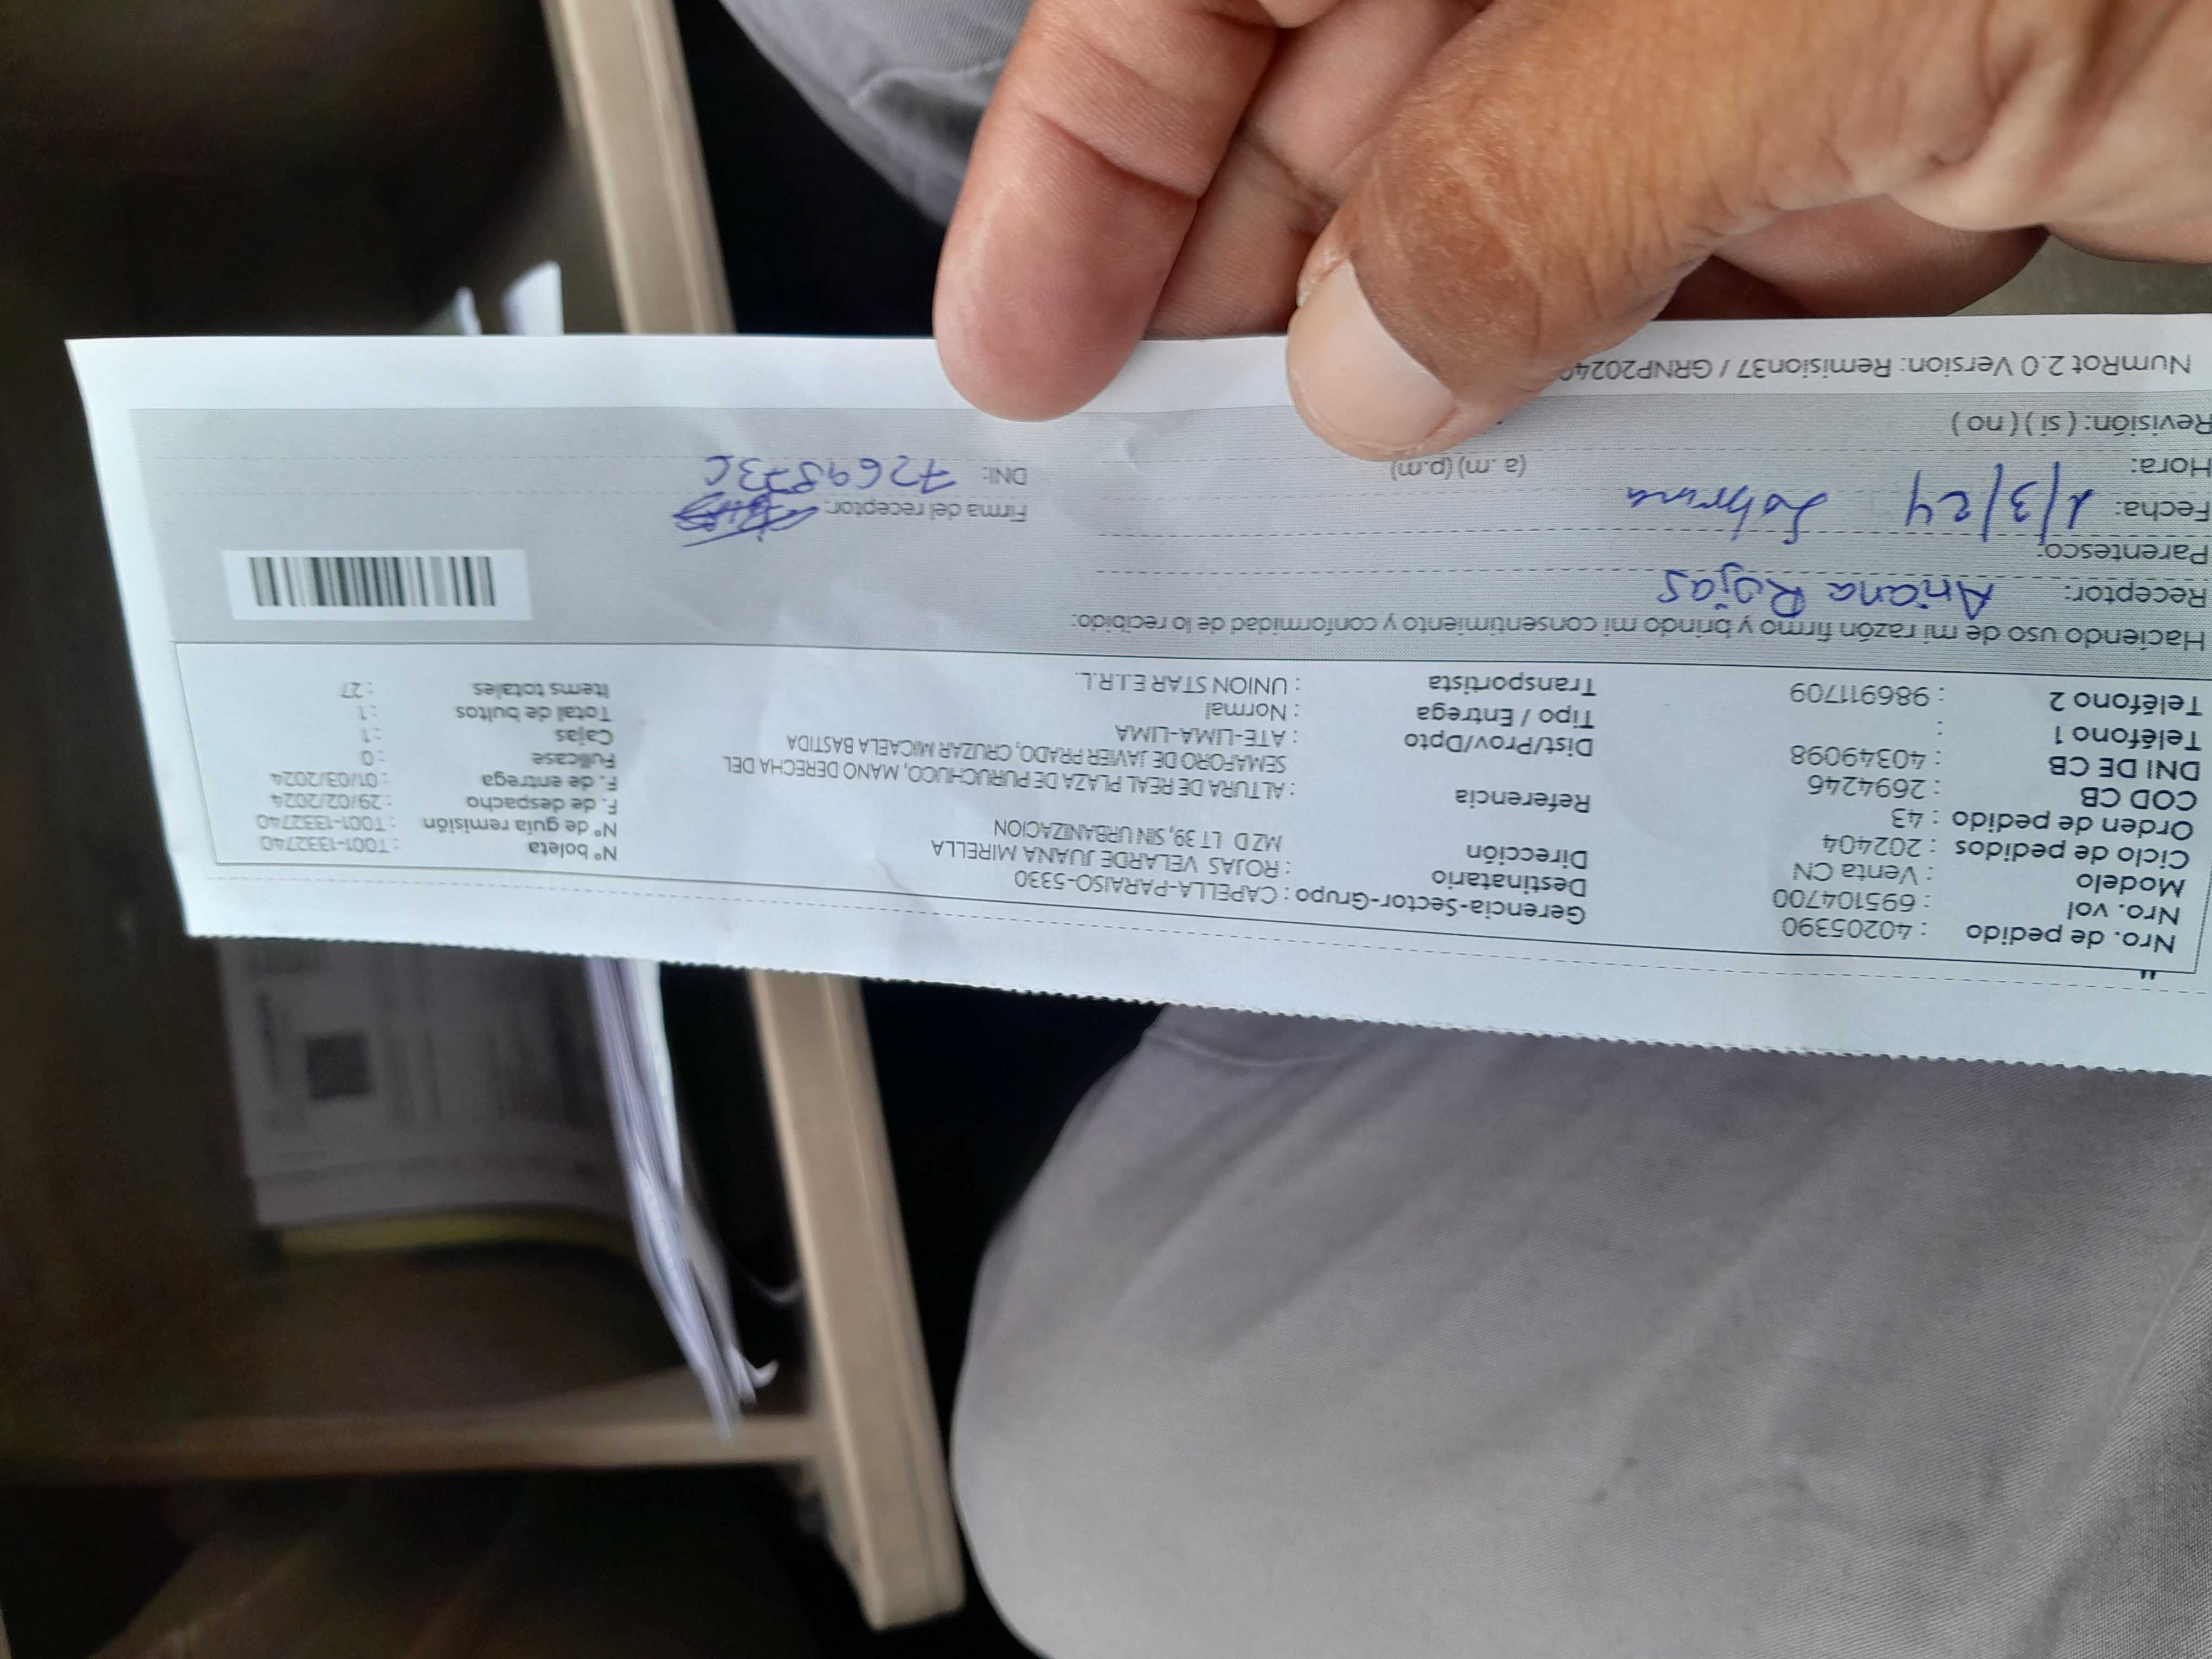 Nro. de pedido : 40205390
Nro. vol : 695104700
Modelo : Venta CN
Ciclo de pedidos : 202404
Orden de pedido : 43
COD CB : 2694246
DNI DE CB : 40349098
Teléfono 1 :
Teléfono 2 : 986911709
Gerencia-Sector-Grupo : CAPELLA-PARAISO-5330
Destinatario : ROJAS VELARDE JUANA MIRELLA
Dirección MZ D LT 39, SIN URBANIZACION
Referencia : ALTURA DE REAL PLAZA DE PURUCHUCO, MANO DERECHA DEL
SEMAFORO DE JAVIER PRADO, CRUZAR MICAELA BASTIDA
Dist/Prov/Dpto : ATE-LIMA-LIMA
Tipo / Entrega : Normal
Transportista : UNION STAR E.I.R.L.
Nº boleta : T001-1332740
Nº de guía remisión : T001-1332740
F. de despacho : 29/02/2024
F. de entrega : 01/03/2024
Fullcase : 0
Cajas : 1
Total de bultos : 1
Items totales : 27
Haciendo uso de mi razón firmo y brindo mi consentimiento y conformidad de lo recibido:
Receptor: Ariana Rojas
Parentesco:
Fecha: 1/3/24 Sobrina
Hora: (a.m) (p.m)
Revisión: ( si ) ( no )
Firma del receptor:
DNI:
NumRot 2.0 Version: Remision37 / GRNP2024